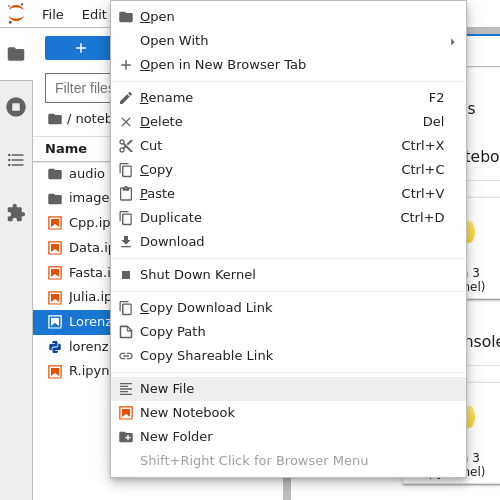 File Edit
Filter files
/ noteb
Name
audio
image
Cpp.ip
Data.ip
Fasta.i
Julia.ip
Lorenz
lorenz
R.ipyn
Open
Open With
Open in New Browser Tab
Rename F2
Delete Del
Cut Ctrl+X
Copy Ctrl+C
Paste Ctrl+V
Duplicate Ctrl+D
Download
Shut Down Kernel
Copy Download Link
Copy Path
Copy Shareable Link
New File
New Notebook
New Folder
Shift+Right Click for Browser Menu
s
tebo
3
nel)
nsole
3
nel)